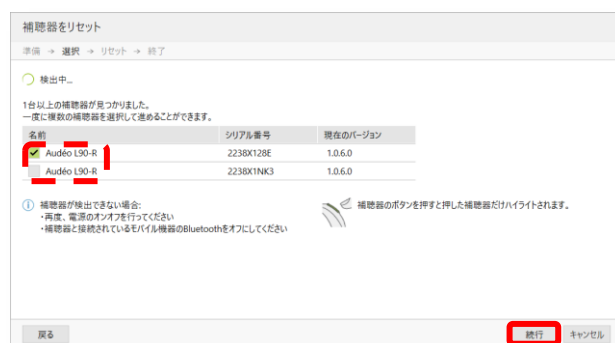 補聴器をリセット
準備 → 選択 → リセット → 終了
検出中...
1台以上の補聴器が見つかりました。
一度に複数の補聴器を選択して進めることができます。
名前 シリアル番号 現在のバージョン
Audéo L90-R 2238X128E 1.0.6.0
Audéo L90-R 2238X1NK3 1.0.6.0
補聴器が検出できない場合:
・再度、電源のオンオフを行ってください
・補聴器と接続されているモバイル機器のBluetoothをオフにしてください
補聴器のボタンを押すと押した補聴器だけハイライトされます。
戻る 続行 キャンセル